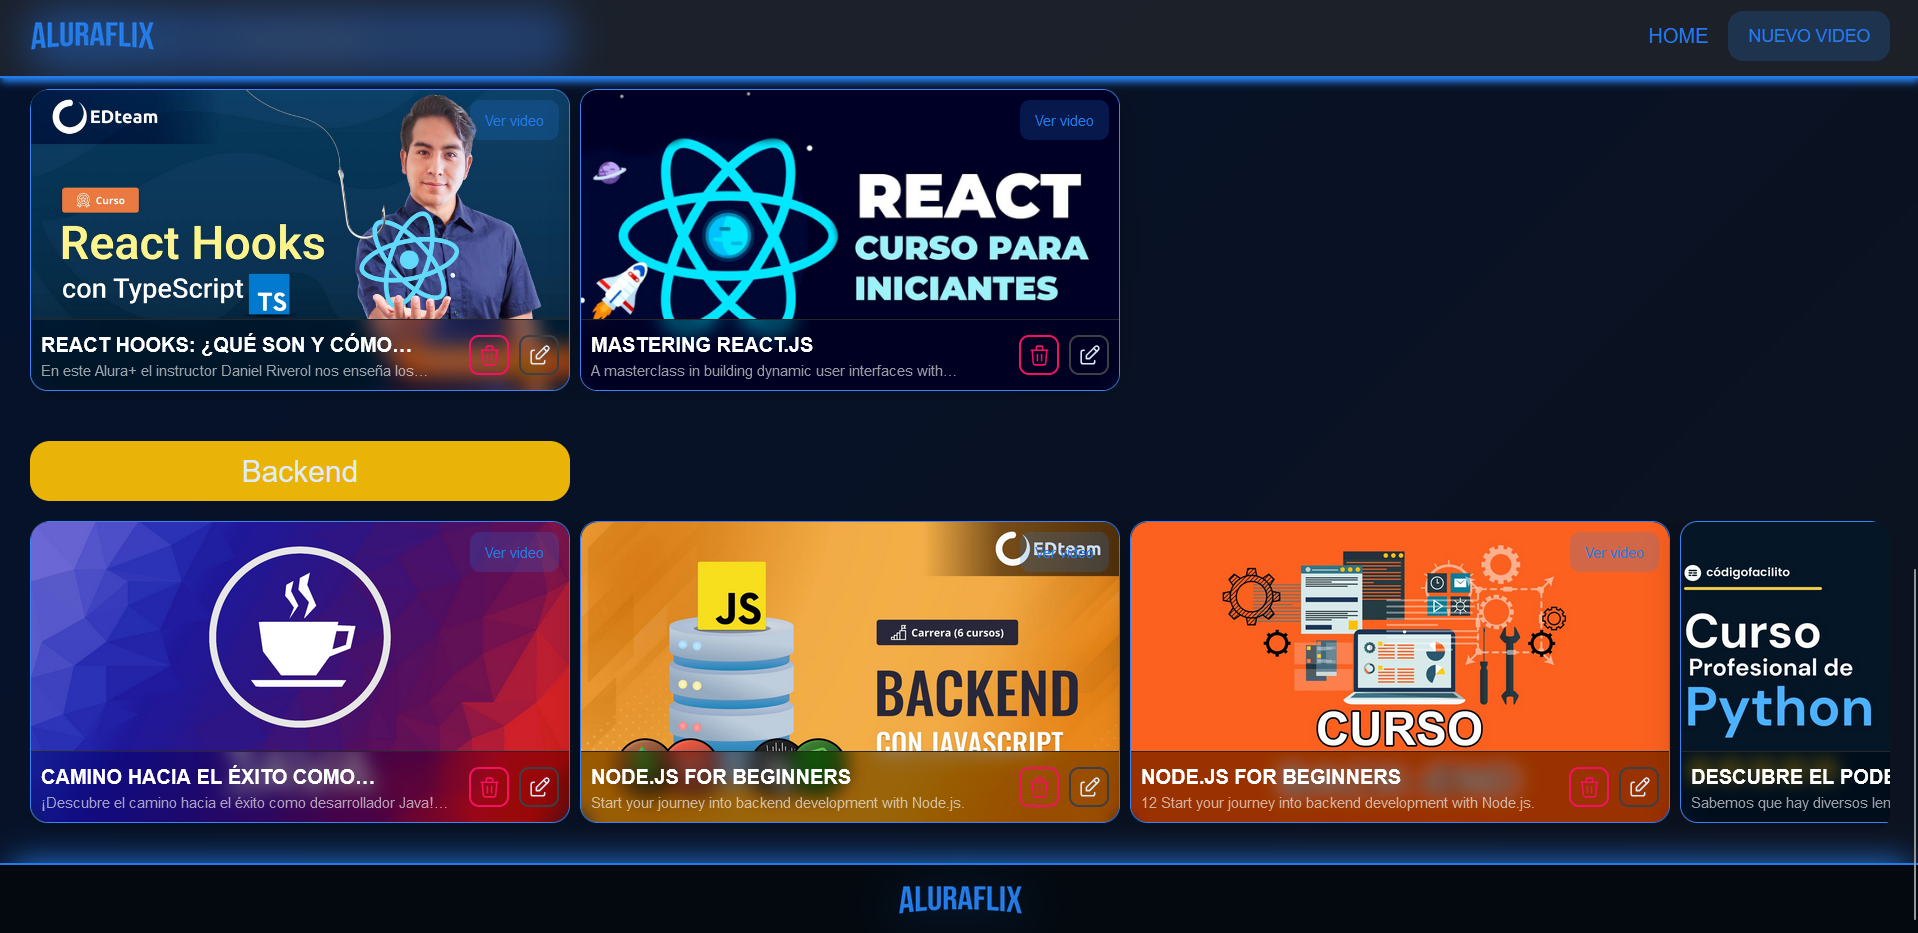 ALURAFLIX
HOME
NUEVO VIDEO
EDteam
Ver video
Curso
React Hooks
con TypeScript TS
REACT HOOKS: ¿QUÉ SON Y CÓMO...
En este Alura+ el instructor Daniel Riverol nos enseña los...
Ver video
REACT
CURSO PARA
INICIANTES
MASTERING REACT.JS
A masterclass in building dynamic user interfaces with...
Backend
Ver video
CAMINO HACIA EL ÉXITO COMO...
¡Descubre el camino hacia el éxito como desarrollador Java!...
EDteam
Ver video
JS
Carrera (6 cursos)
BACKEND
CON JAVASCRIPT
NODE.JS FOR BEGINNERS
Start your journey into backend development with Node.js.
Ver video
CURSO
NODE.JS FOR BEGINNERS
12 Start your journey into backend development with Node.js.
códigofacilito
Curso
Profesional de
Python
DESCUBRE EL PODE
Sabemos que hay diversos len
ALURAFLIX